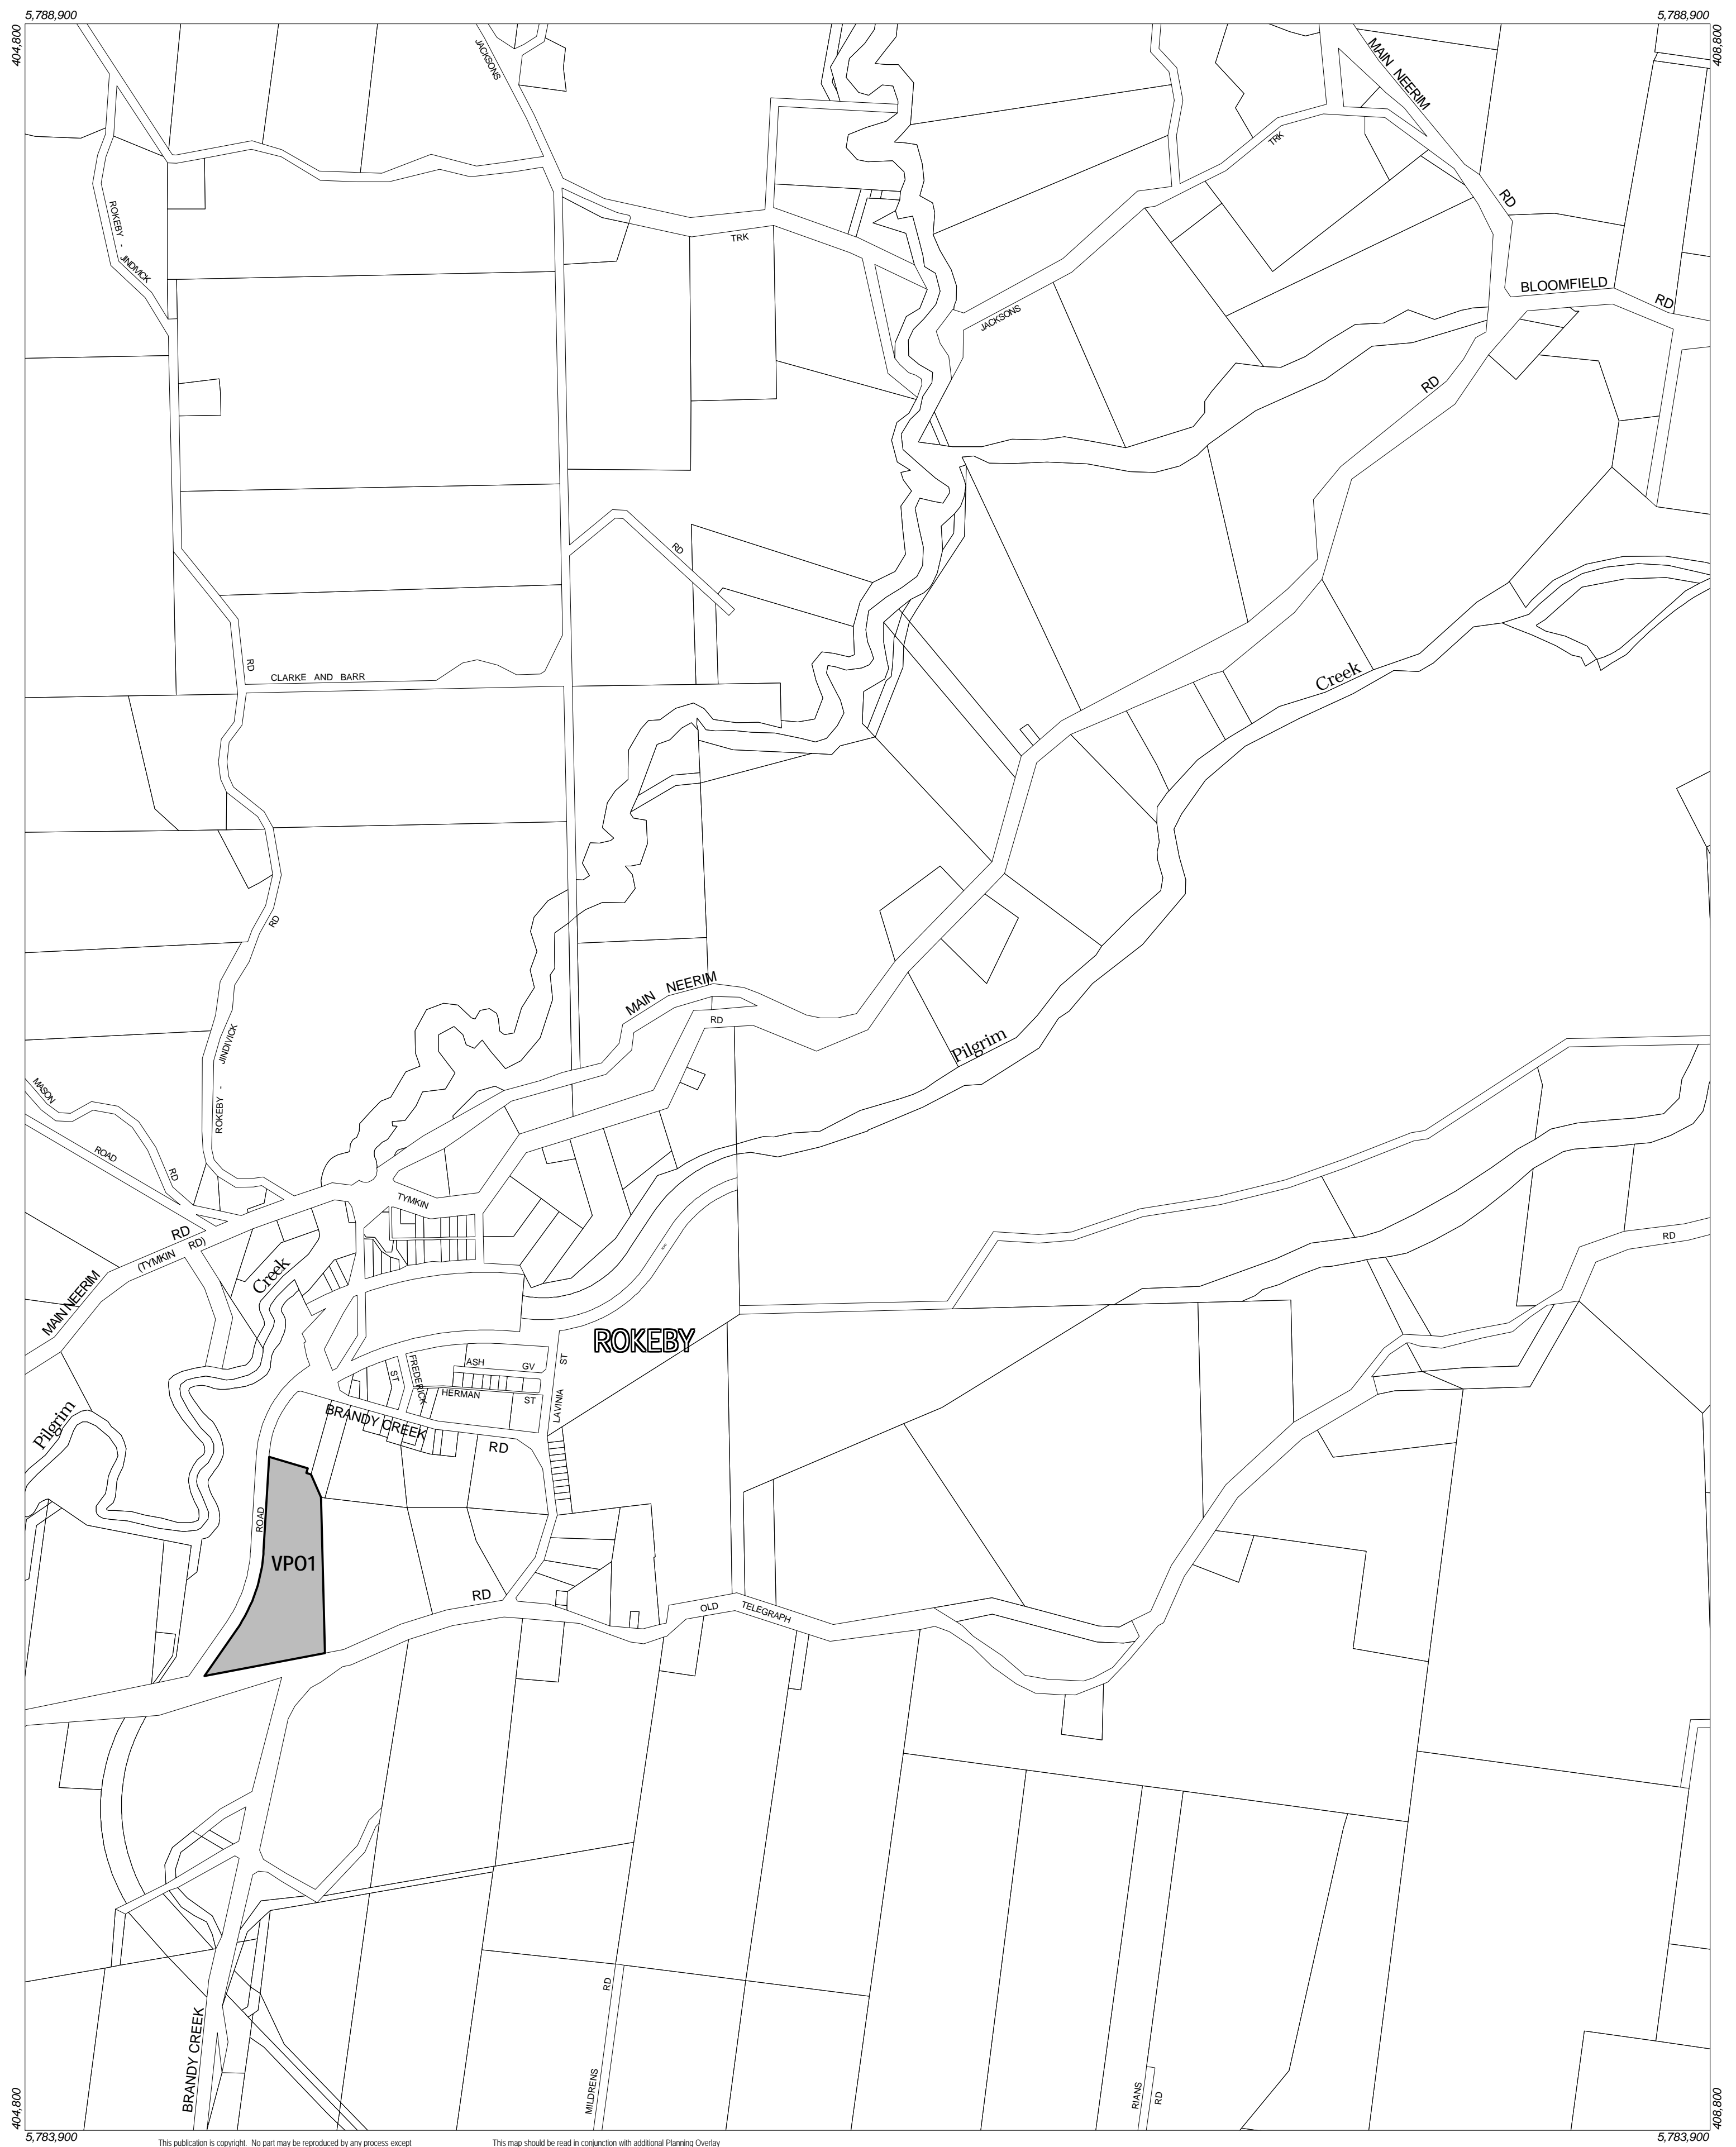 5,788,900
5,788,900
404,800
408,800
JACKSONS
MAIN NEERIM
TRK
RD
ROKEBY - JINDIVICK
TRK
BLOOMFIELD
RD
JACKSONS
RD
RD
RD
CLARKE AND BARR
Creek
RD
MAIN NEERIM
RD
JINDIVICK
Pilgrim
MASON
ROKEBY -
ROAD
RD
TYMKIN
RD
(TYMKIN RD)
RD
Creek
MAIN NEERIM
ROKEBY
ASH GV
ST
FREDERICK
ST
HERMAN ST
LAVINIA
BRANDY CREEK
RD
Pilgrim
ROAD
VPO1
RD
OLD TELEGRAPH
RD
BRANDY CREEK
MILDRENS
RIANS
RD
404,800
408,800
5,783,900
5,783,900
This publication is copyright. No part may be reproduced by any process except
This map should be read in conjunction with additional Planning Overlay